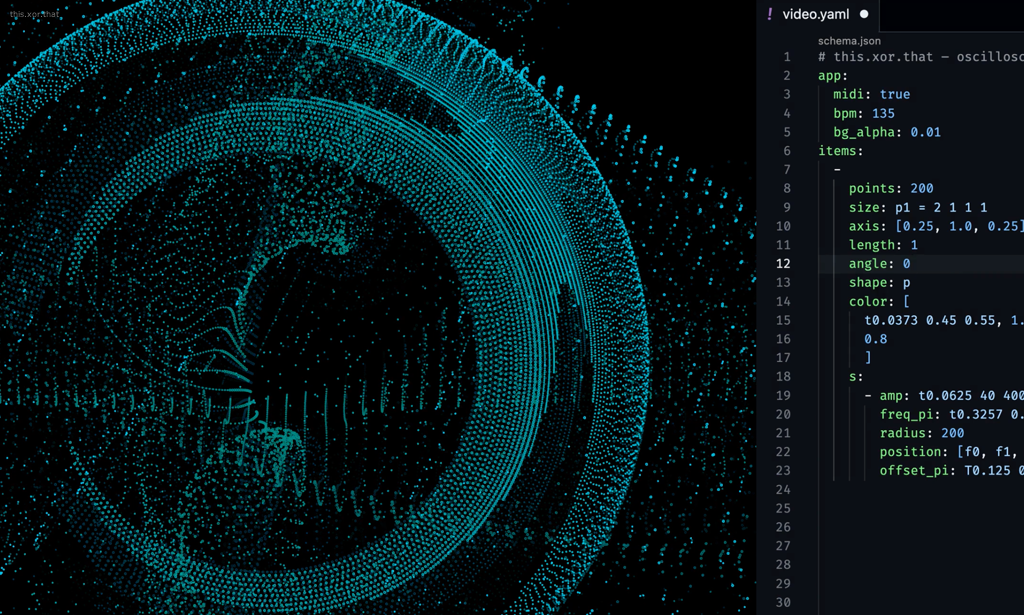 this.xor.that
! video.yaml
schema.json
1 # this.xor.that – oscillosc
2 app:
3 midi: true
4 bpm: 135
5 bg_alpha: 0.01
6 items:
7 -
8 points: 200
9 size: p1 = 2 1 1 1
10 axis: [0.25, 1.0, 0.25]
11 length: 1
12 angle: 0
13 shape: p
14 color: [
15 t0.0373 0.45 0.55, 1.
16 0.8
17 ]
18 s:
19 - amp: t0.0625 40 400
20 freq_pi: t0.3257 0.
21 radius: 200
22 position: [f0, f1,
23 offset_pi: T0.125 0
24
25
26
27
28
29
30